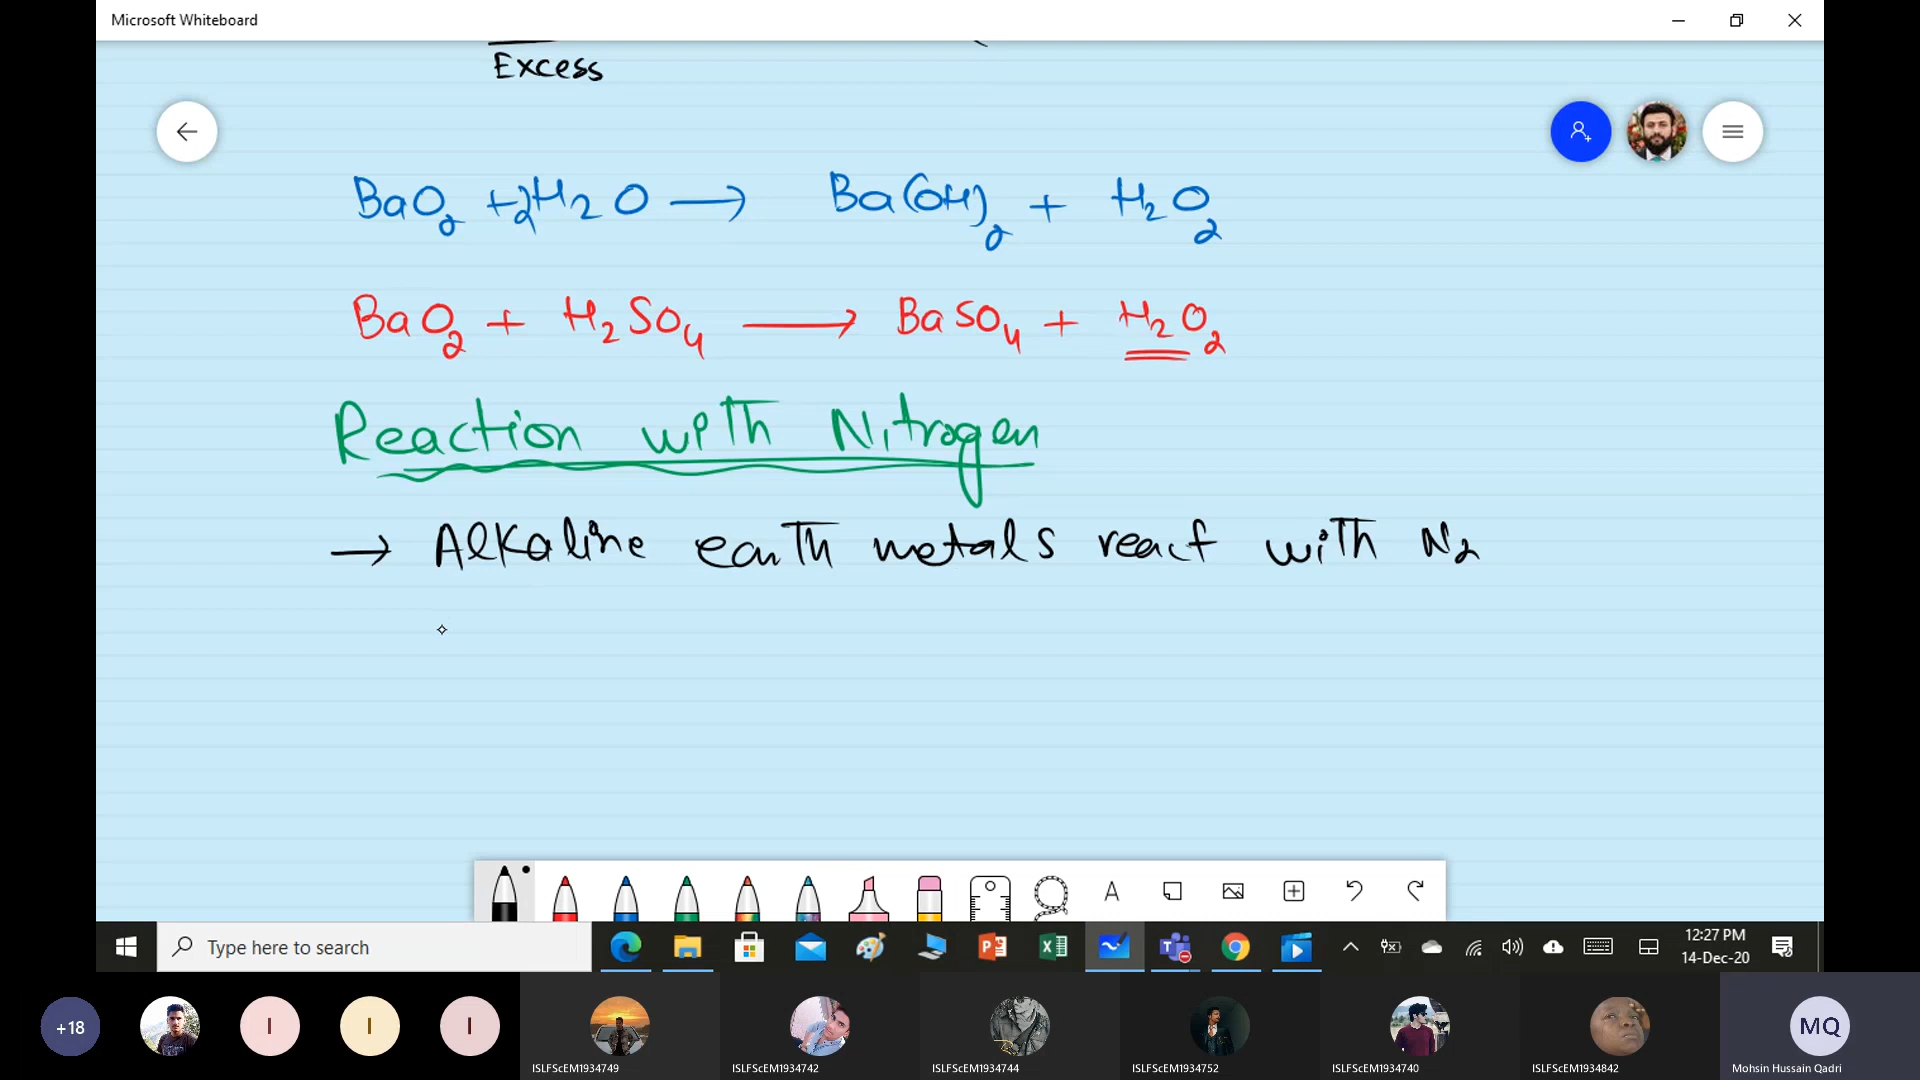 Microsoft Whiteboard
Excess
BaO2 + 2H2O → Ba(OH)2 + H2O2
BaO2 + H2SO4 → BaSO4 + H2O2
Reaction with Nitrogen
→ Alkaline earth metals react with N2
A
Type here to search
12:27 PM
14-Dec-20
+18
I
I
I
MQ
ISLFScEM1934749
ISLFScEM1934742
ISLFScEM1934744
ISLFScEM1934752
ISLFScEM1934740
ISLFScEM1934842
Mohsin Hussain Qadri